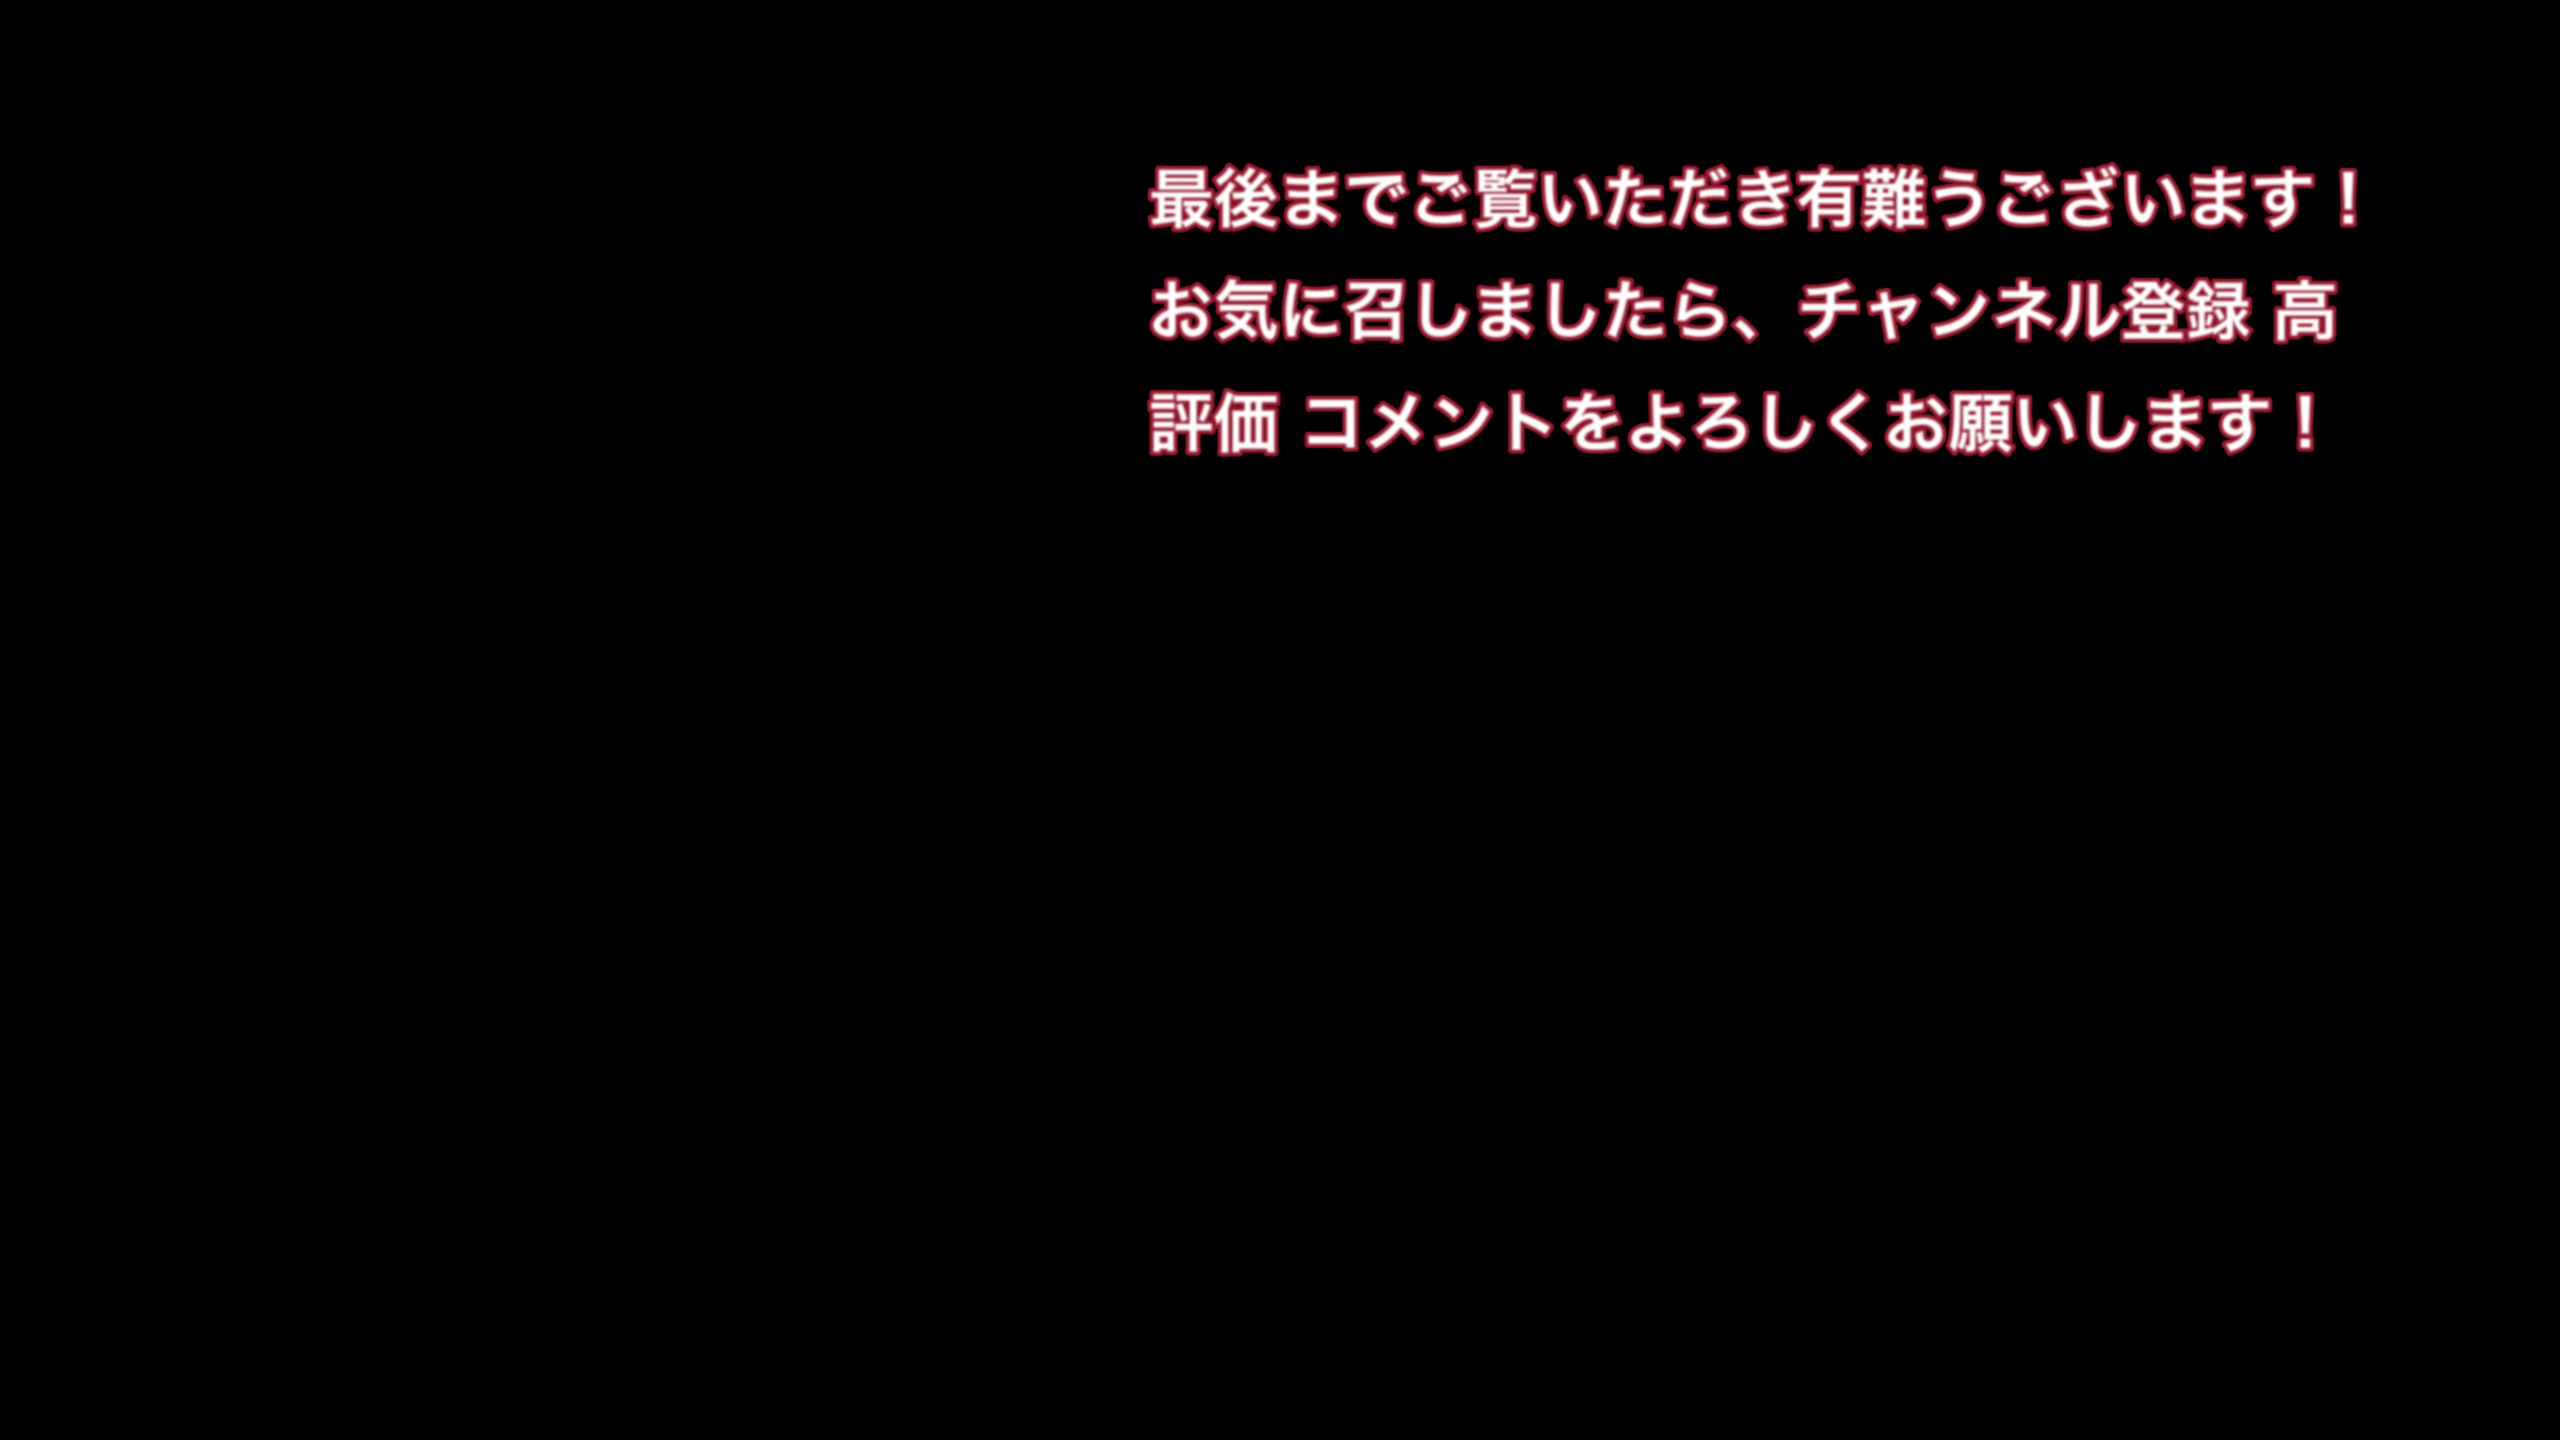 最後までご覧いただき有難うございます！
お気に召しましたら、チャンネル登録 高
評価 コメントをよろしくお願いします！